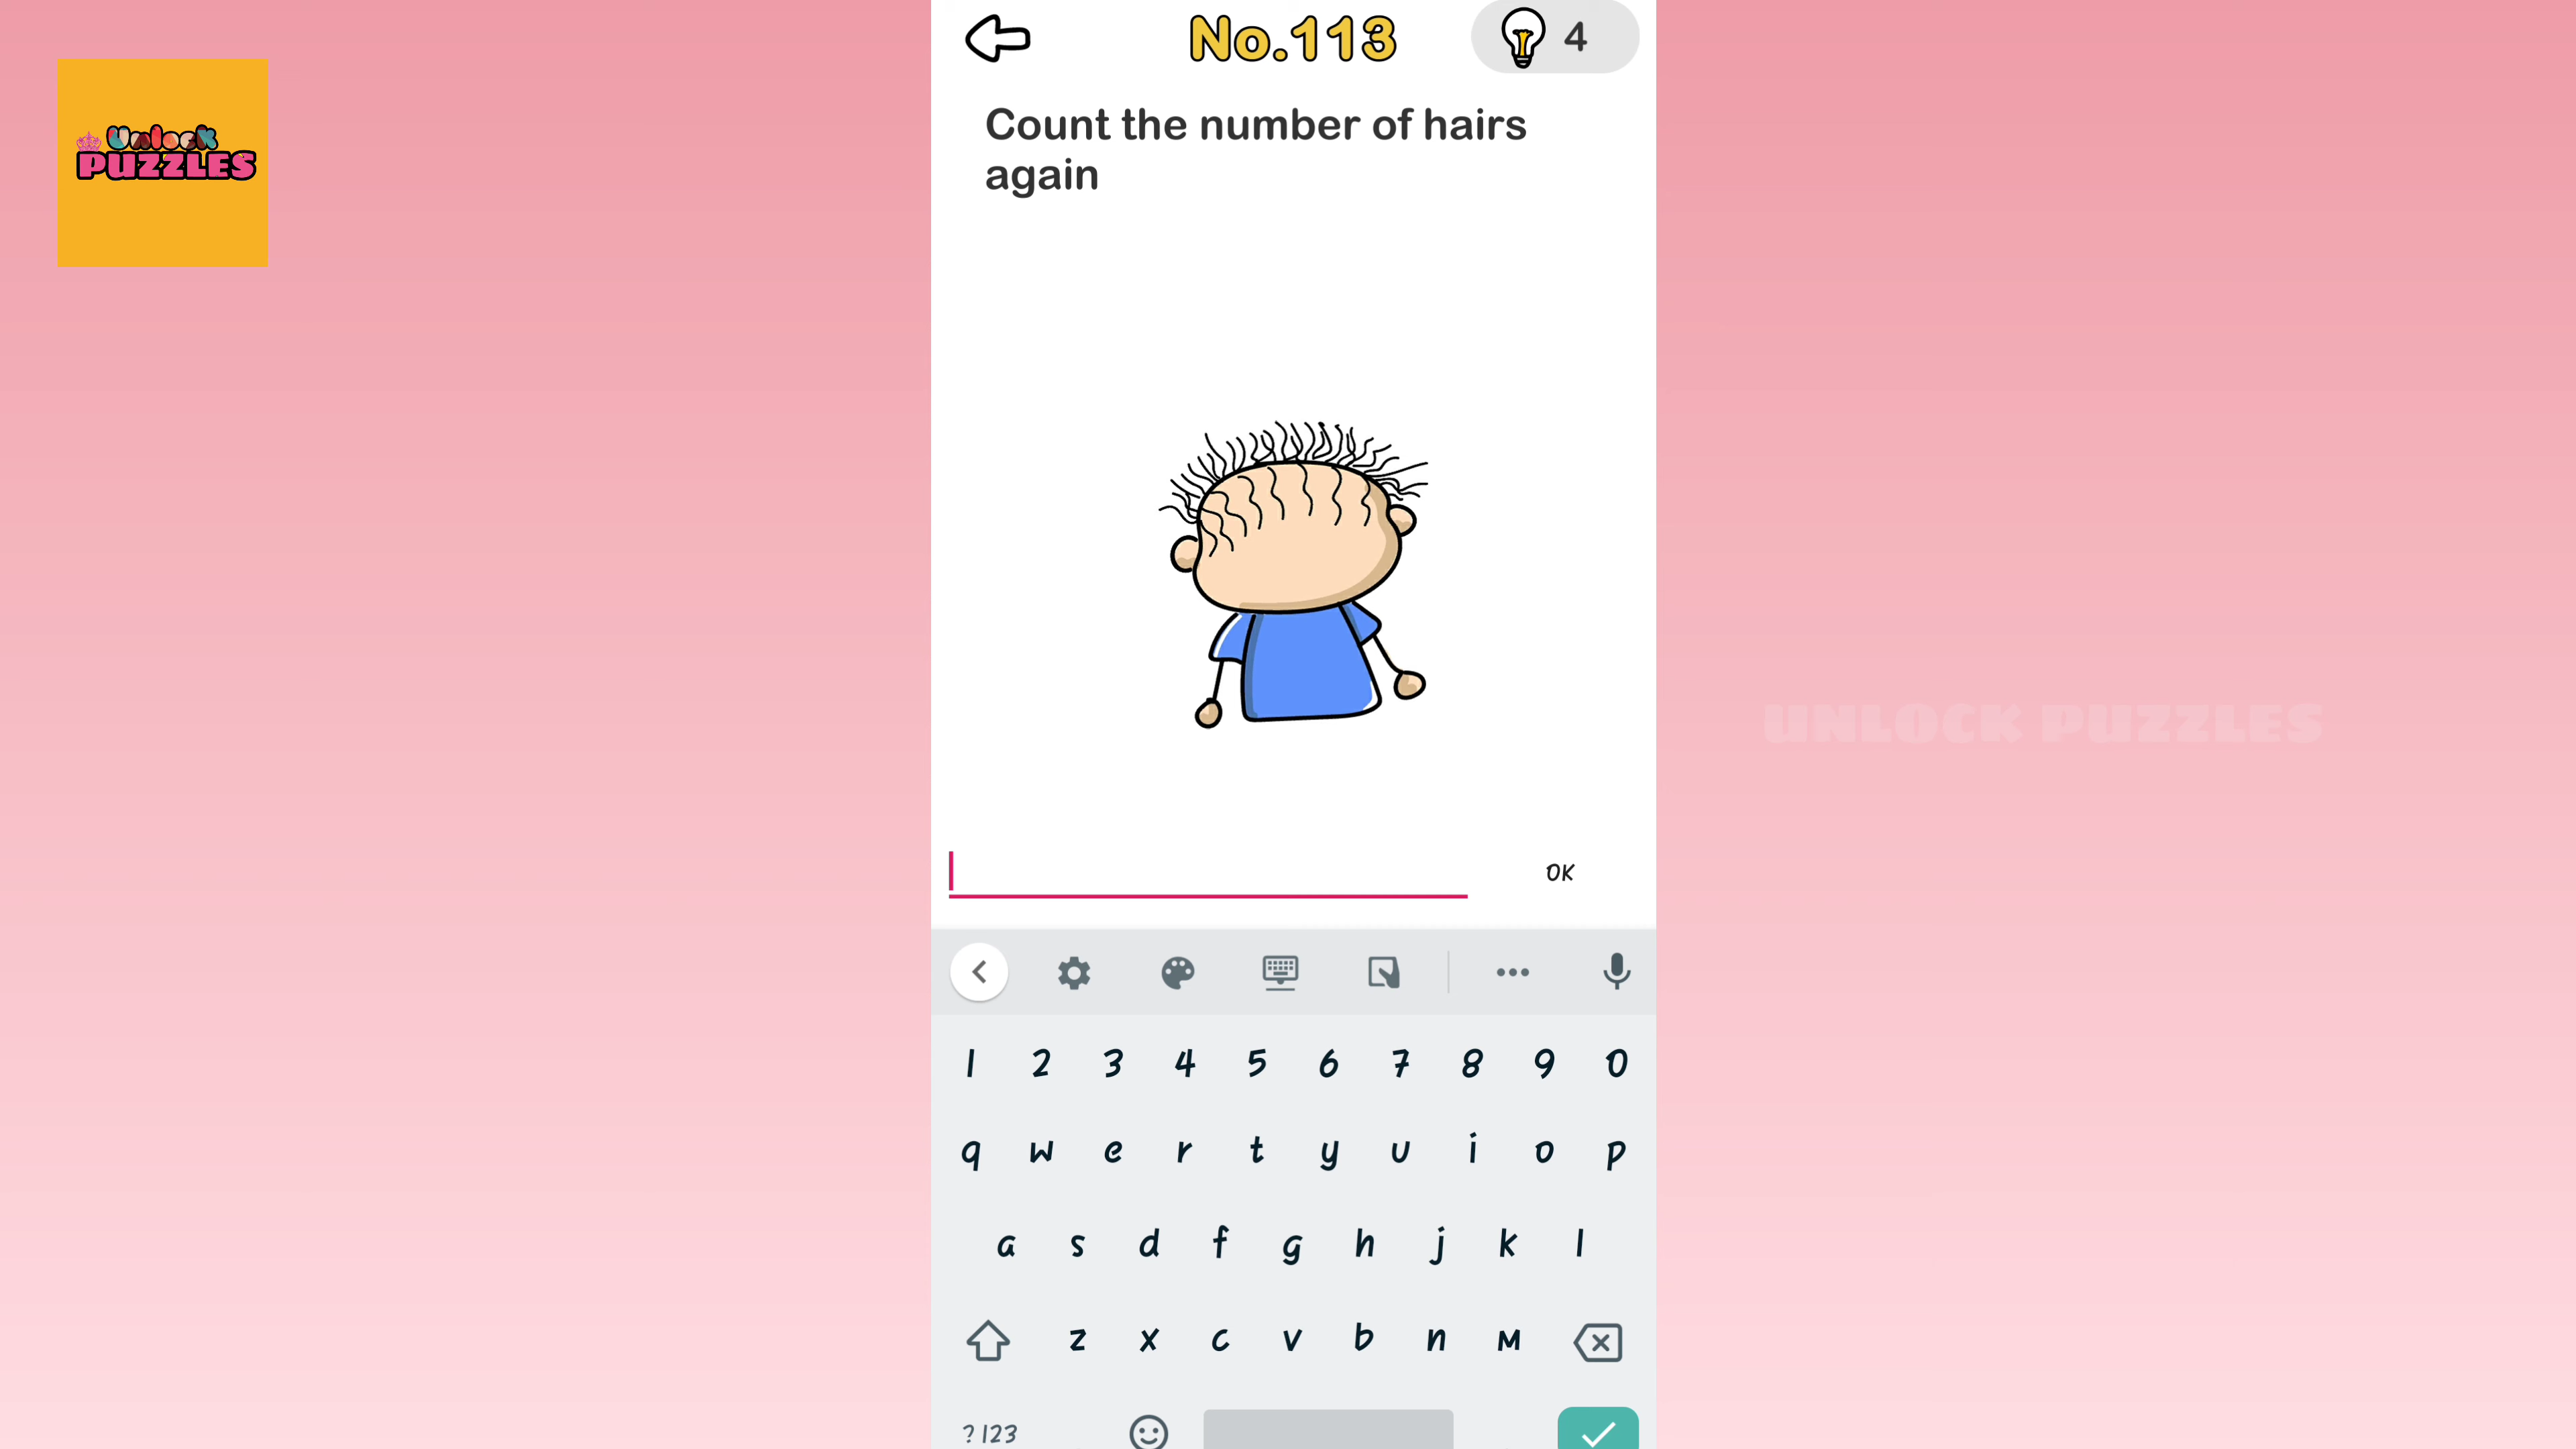 Unlock
PUZZLES
No.113
4
Count the number of hairs
again
UNLOCK PUZZLES
OK
1 2 3 4 5 6 7 8 9 0
q w e r t y u i o p
a s d f g h j k l
z x c v b n m
?123